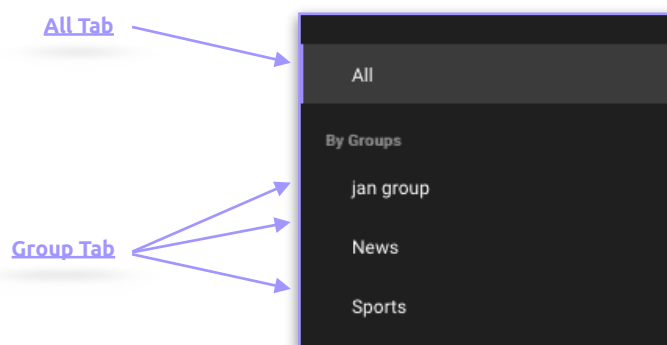 All Tab
All
By Groups
jan group
Group Tab
News
Sports